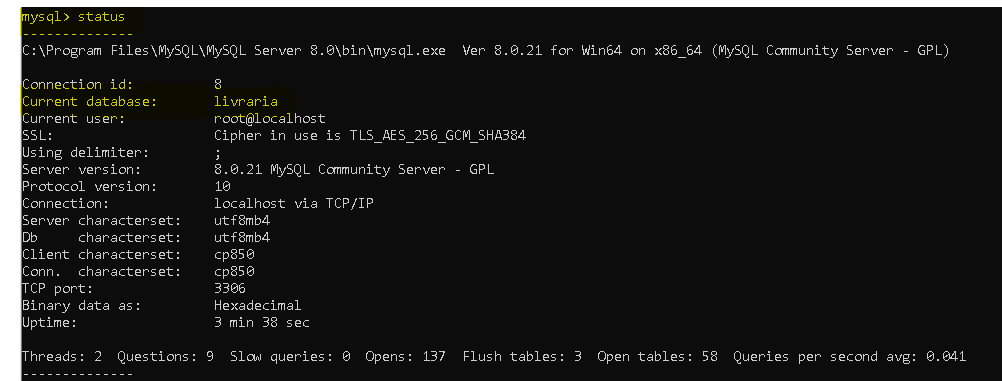 mysql> status
--------------
C:\Program Files\MySQL\MySQL Server 8.0\bin\mysql.exe  Ver 8.0.21 for Win64 on x86_64 (MySQL Community Server - GPL)

Connection id:          8
Current database:       livraria
Current user:           root@localhost
SSL:                    Cipher in use is TLS_AES_256_GCM_SHA384
Using delimiter:        ;
Server version:         8.0.21 MySQL Community Server - GPL
Protocol version:       10
Connection:             localhost via TCP/IP
Server characterset:    utf8mb4
Db     characterset:    utf8mb4
Client characterset:    cp850
Conn.  characterset:    cp850
TCP port:               3306
Binary data as:         Hexadecimal
Uptime:                 3 min 38 sec

Threads: 2  Questions: 9  Slow queries: 0  Opens: 137  Flush tables: 3  Open tables: 58  Queries per second avg: 0.041
--------------